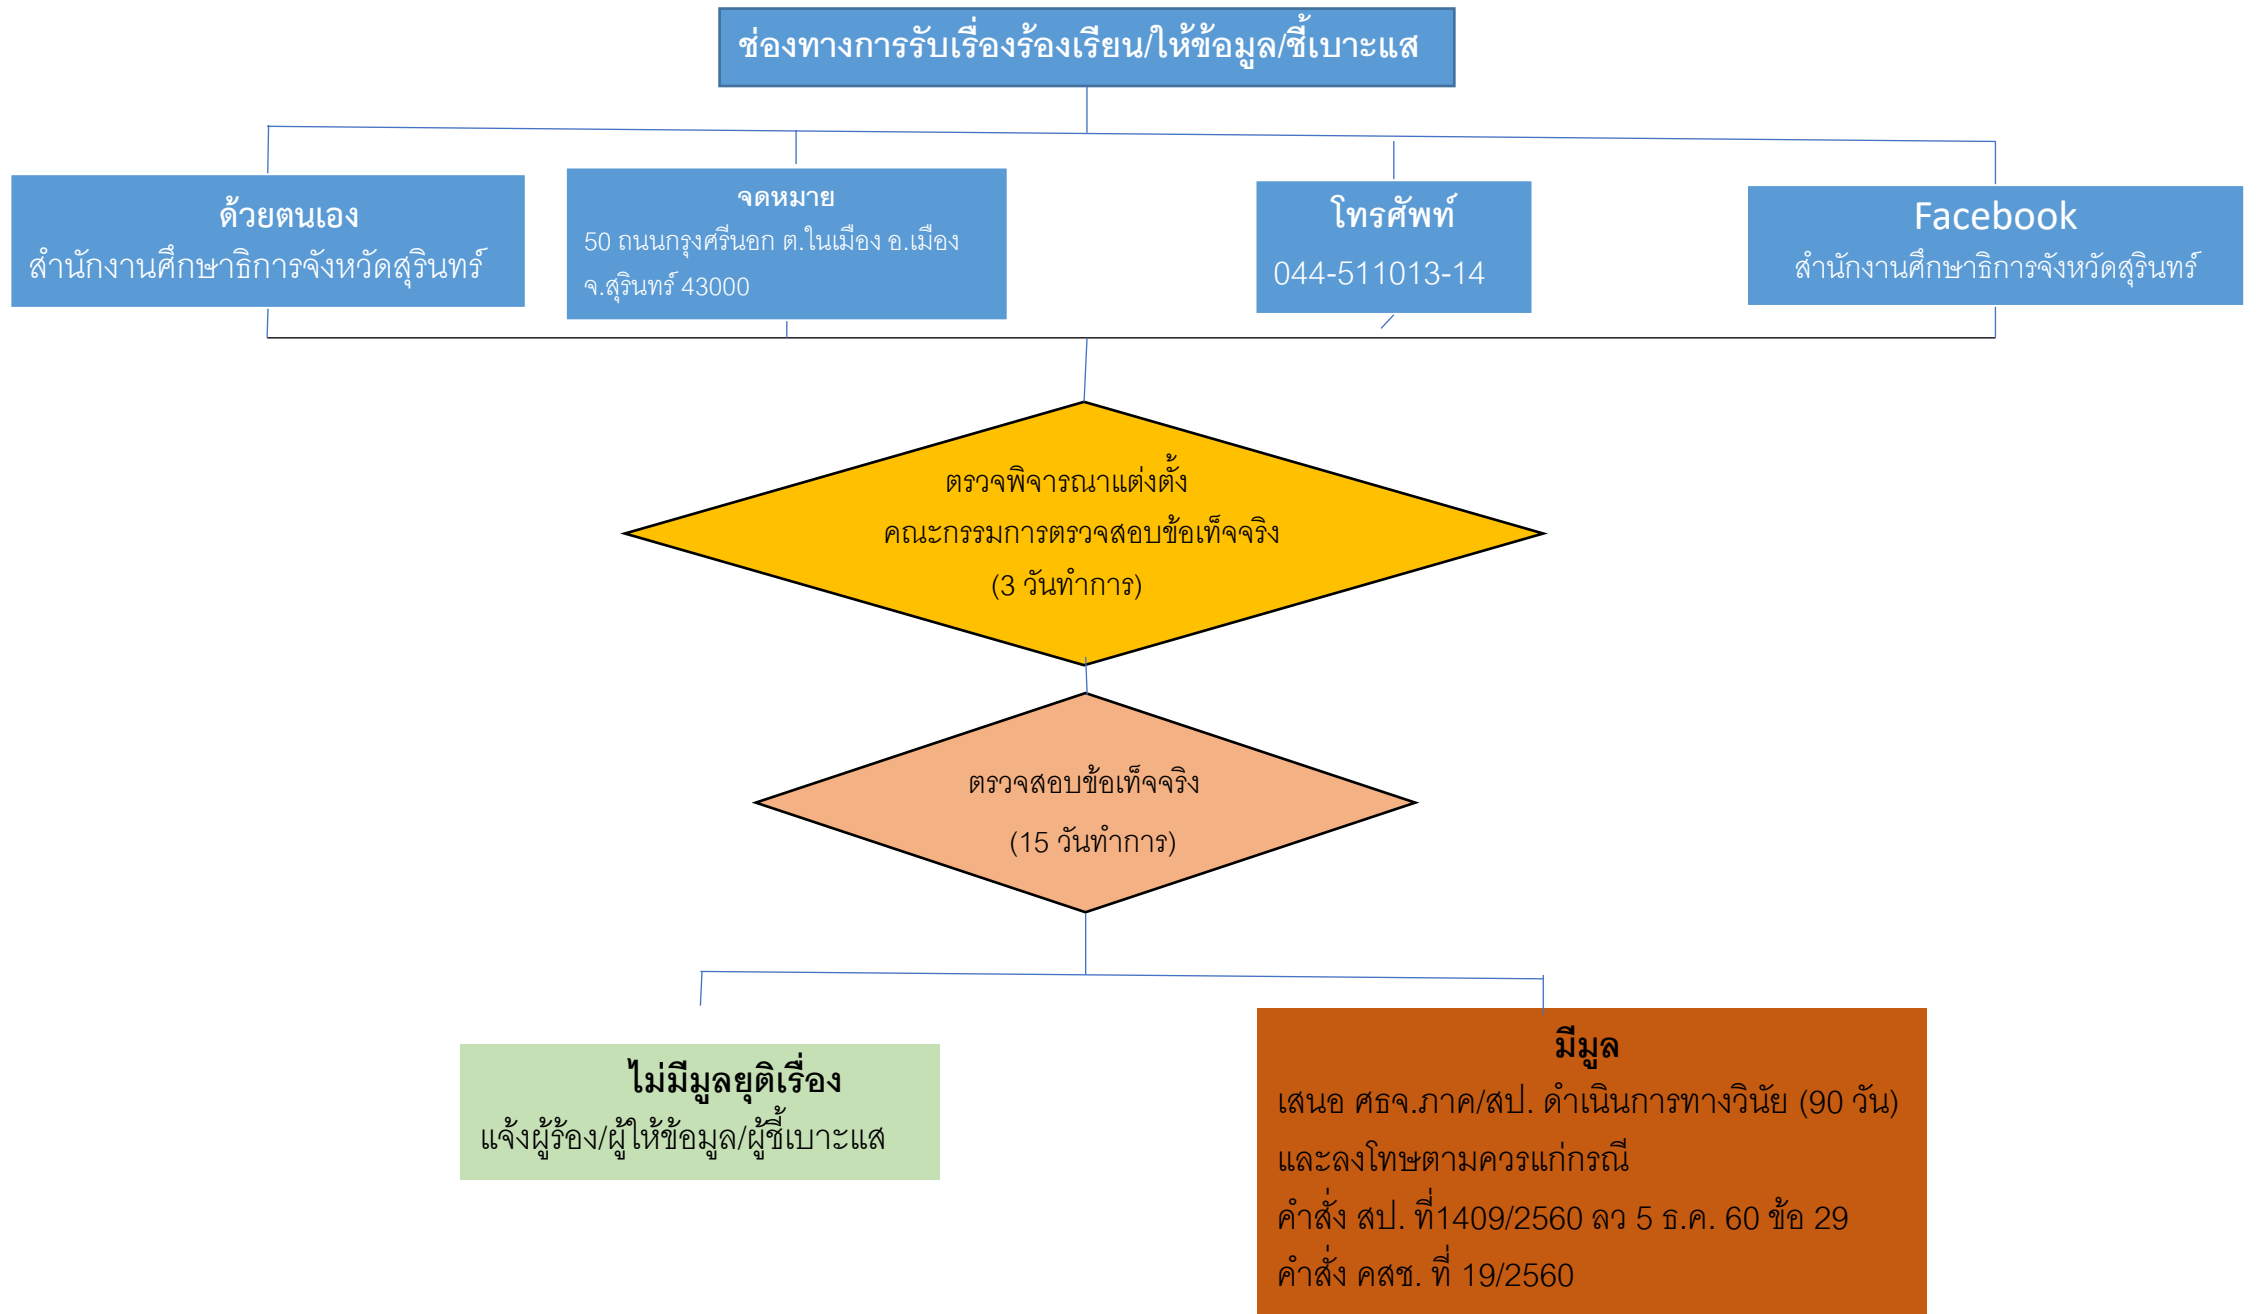 ช่องทางการรับเรื่องร้องเรียน/ให้ข้อมูล/ชี้เบาะแส
ด้วยตนเอง
สำนักงานศึกษาธิการจังหวัดสุรินทร์
จดหมาย
50 ถนนกรุงศรีนอก ต.ในเมือง อ.เมือง
จ.สุรินทร์ 43000
โทรศัพท์
044-511013-14
Facebook
สำนักงานศึกษาธิการจังหวัดสุรินทร์
ตรวจพิจารณาแต่งตั้ง
คณะกรรมการตรวจสอบข้อเท็จจริง
(3 วันทำการ)
ตรวจสอบข้อเท็จจริง
(15 วันทำการ)
ไม่มีมูลยุติเรื่อง
แจ้งผู้ร้อง/ผู้ให้ข้อมูล/ผู้ชี้เบาะแส
มีมูล
เสนอ ศธจ.ภาค/สป. ดำเนินการทางวินัย (90 วัน)
และลงโทษตามควรแก่กรณี
คำสั่ง สป. ที่1409/2560 ลว 5 ธ.ค. 60 ข้อ 29
คำสั่ง คสช. ที่ 19/2560